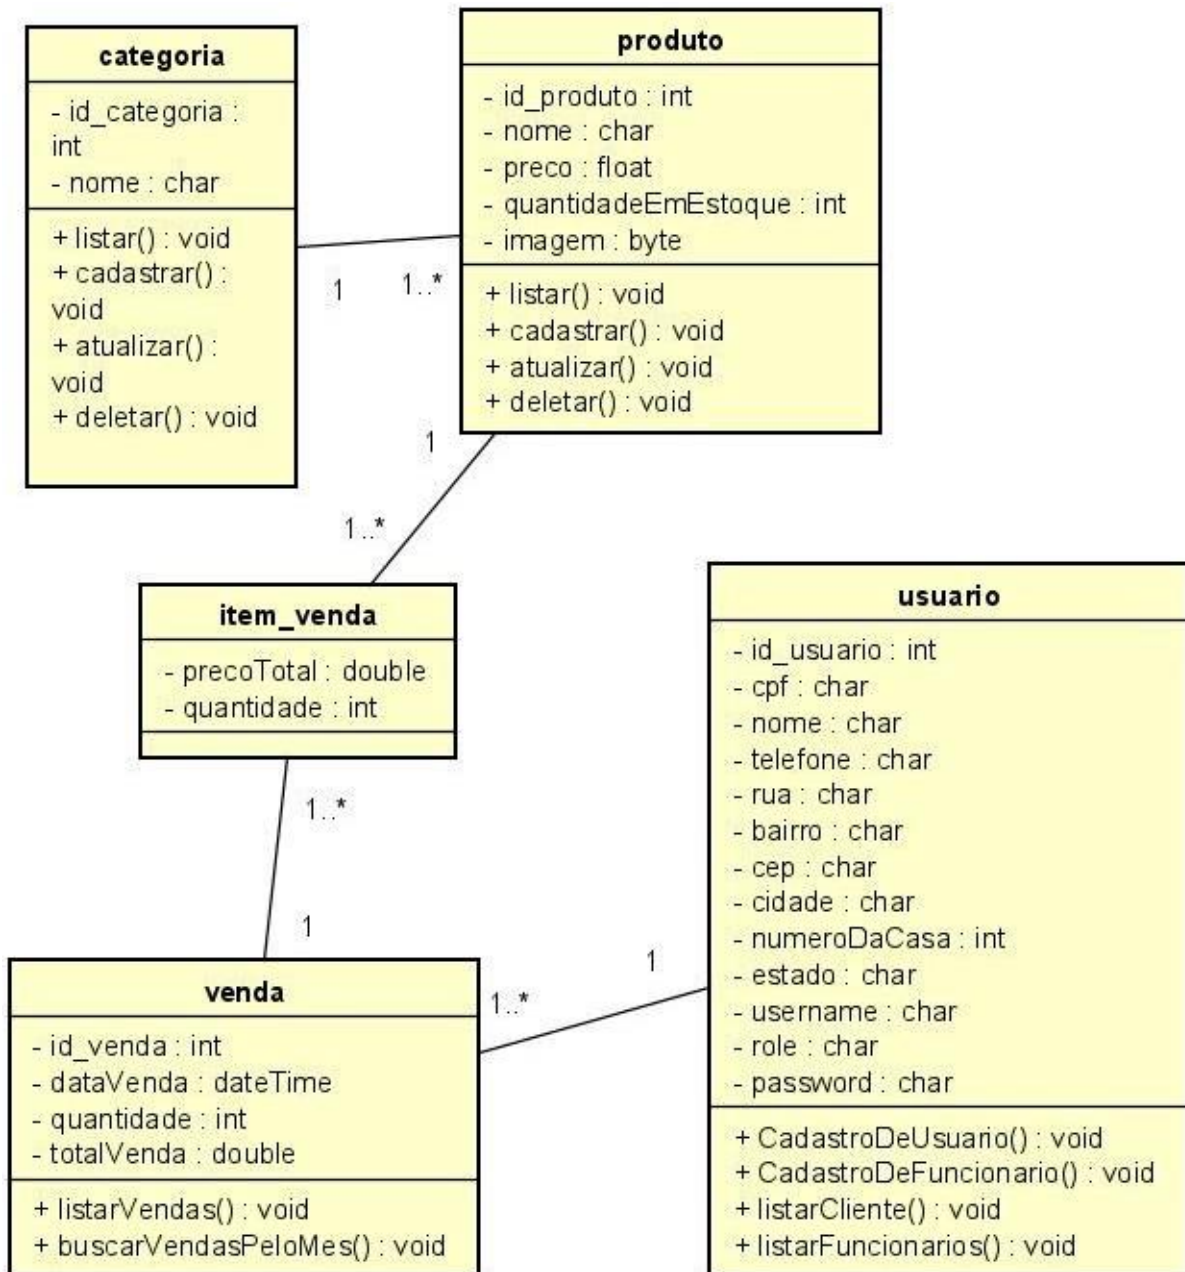 categoria
- id_categoria :
int
- nome : char
+ listar() : void
+ cadastrar() :
void
+ atualizar() :
void
+ deletar() : void
produto
- id_produto : int
- nome : char
- preco : float
- quantidadeEmEstoque : int
- imagem : byte
+ listar() : void
+ cadastrar() : void
+ atualizar() : void
+ deletar() : void
1
1..*
1
1..*
item_venda
- precoTotal : double
- quantidade : int
1..*
1
venda
- id_venda : int
- dataVenda : dateTime
- quantidade : int
- totalVenda : double
+ listarVendas() : void
+ buscarVendasPeloMes() : void
1..*
1
usuario
- id_usuario : int
- cpf : char
- nome : char
- telefone : char
- rua : char
- bairro : char
- cep : char
- cidade : char
- numeroDaCasa : int
- estado : char
- username : char
- role : char
- password : char
+ CadastroDeUsuario() : void
+ CadastroDeFuncionario() : void
+ listarCliente() : void
+ listarFuncionarios() : void